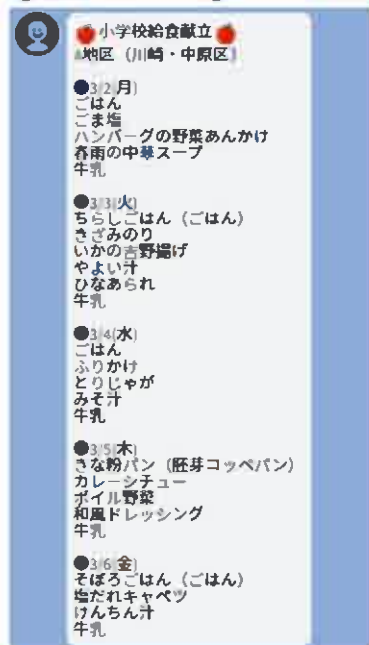 🍎小学校給食献立🍎
A地区（川崎・中原区）
●3/2(月)
ごはん
ごま塩
ハンバーグの野菜あんかけ
春雨の中華スープ
牛乳
●3/3(火)
ちらしごはん（ごはん）
きざみのり
いかの吉野揚げ
やよい汁
ひなあられ
牛乳
●3/4(水)
ごはん
ふりかけ
とりじゃが
みそ汁
牛乳
●3/5(木)
きな粉パン（胚芽コッペパン）
カレーシチュー
ボイル野菜
和風ドレッシング
牛乳
●3/6(金)
そぼろごはん（ごはん）
塩だれキャベツ
けんちん汁
牛乳